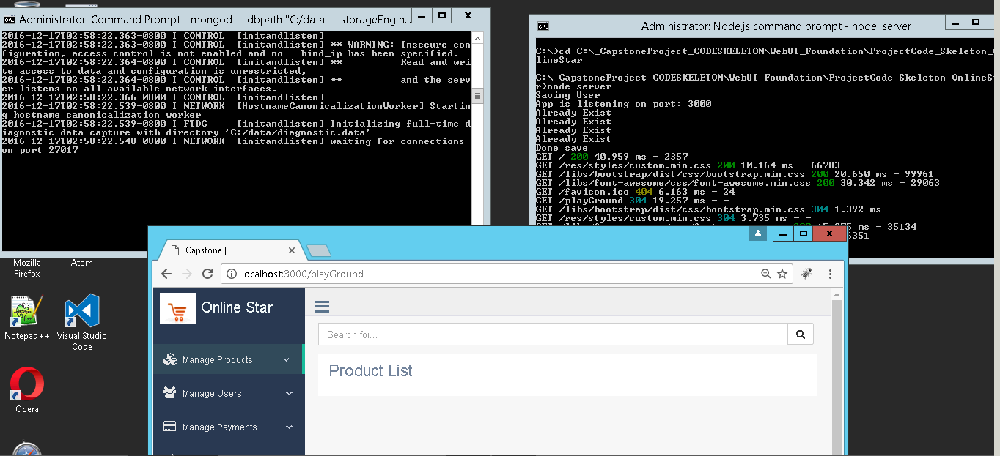 Administrator: Command Prompt - mongod --dbpath "C:/data" --storageEngin...
2016-12-17T02:58:22.363-0800 I CONTROL [initandlisten]
2016-12-17T02:58:22.363-0800 I CONTROL [initandlisten] ** WARNING: Insecure con
figuration, access control is not enabled and no --bind_ip has been specified.
2016-12-17T02:58:22.364-0800 I CONTROL [initandlisten] ** Read and wri
te access to data and configuration is unrestricted,
2016-12-17T02:58:22.364-0800 I CONTROL [initandlisten] ** and the serv
er listens on all available network interfaces.
2016-12-17T02:58:22.366-0800 I CONTROL [initandlisten]
2016-12-17T02:58:22.539-0800 I NETWORK [HostnameCanonicalizationWorker] Startin
g hostname canonicalization worker
2016-12-17T02:58:22.539-0800 I FTDC [initandlisten] Initializing full-time d
iagnostic data capture with directory 'C:/data/diagnostic.data'
2016-12-17T02:58:22.548-0800 I NETWORK [initandlisten] waiting for connections
on port 27017
Administrator: Node.js command prompt - node server
C:\>cd C:\_CapstoneProject_CODESKELETON\WebUI_Foundation\ProjectCode_Skeleton_O
lineStar
C:\_CapstoneProject_CODESKELETON\WebUI_Foundation\ProjectCode_Skeleton_OnlineSt
r>node server
Saving User
App is listening on port: 3000
Already Exist
Already Exist
Already Exist
Already Exist
Done save
GET / 200 40.959 ms - 2357
GET /res/styles/custom.min.css 200 10.164 ms - 66783
GET /libs/bootstrap/dist/css/bootstrap.min.css 200 20.650 ms - 99961
GET /libs/font-awesome/css/font-awesome.min.css 200 30.342 ms - 29063
GET /favicon.ico 404 6.163 ms - 24
GET /playGround 304 19.257 ms - -
GET /libs/bootstrap/dist/css/bootstrap.min.css 304 1.392 ms - -
GET /res/styles/custom.min.css 304 3.735 ms - -
ms - 35134
6351
Mozilla
Firefox
Atom
Notepad++
Visual Studio
Code
Opera
Capstone |
localhost:3000/playGround
Online Star
Search for...
Manage Products
Product List
Manage Users
Manage Payments